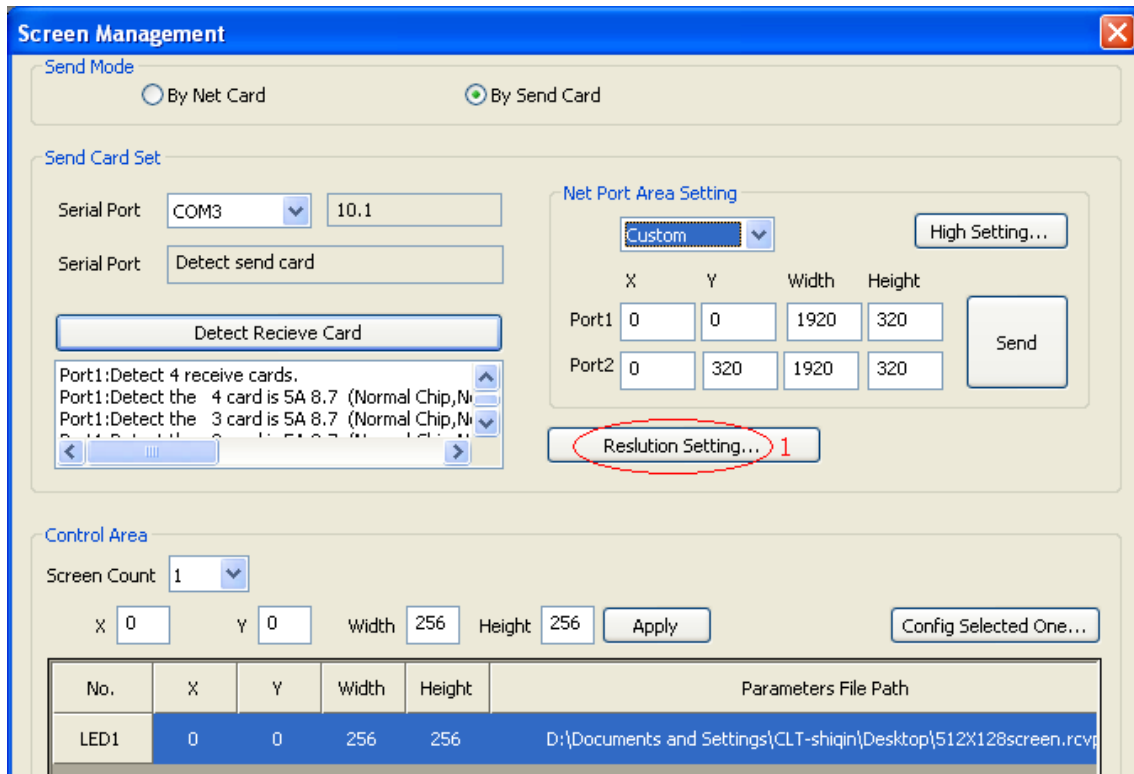 Screen Management
Send Mode
By Net Card By Send Card
Send Card Set
Serial Port COM3 10.1
Serial Port Detect send card
Detect Recieve Card
Port1:Detect 4 receive cards.
Port1:Detect the 4 card is 5A 8.7 (Normal Chip,N
Port1:Detect the 3 card is 5A 8.7 (Normal Chip,N
Net Port Area Setting
Custom High Setting...
X Y Width Height
Port1 0 0 1920 320
Port2 0 320 1920 320
Send
Reslution Setting... 1
Control Area
Screen Count 1
X 0 Y 0 Width 256 Height 256 Apply Config Selected One...
No. X Y Width Height Parameters File Path
LED1 0 0 256 256 D:\Documents and Settings\CLT-shiqin\Desktop\512X128screen.rcvp